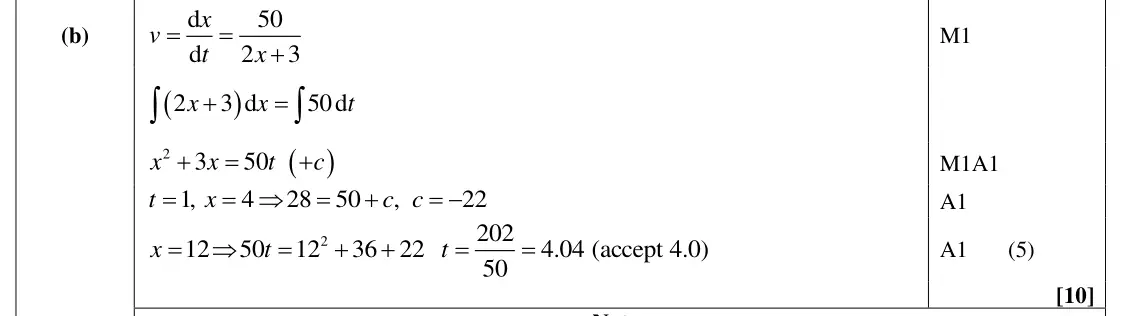 (b) v = dx/dt = 50/(2x + 3) M1
∫(2x + 3)dx = ∫50dt
x² + 3x = 50t (+c) M1A1
t = 1, x = 4 ⇒ 28 = 50 + c, c = −22 A1
x = 12 ⇒ 50t = 12² + 36 + 22 t = 202/50 = 4.04 (accept 4.0) A1 (5)
[10]